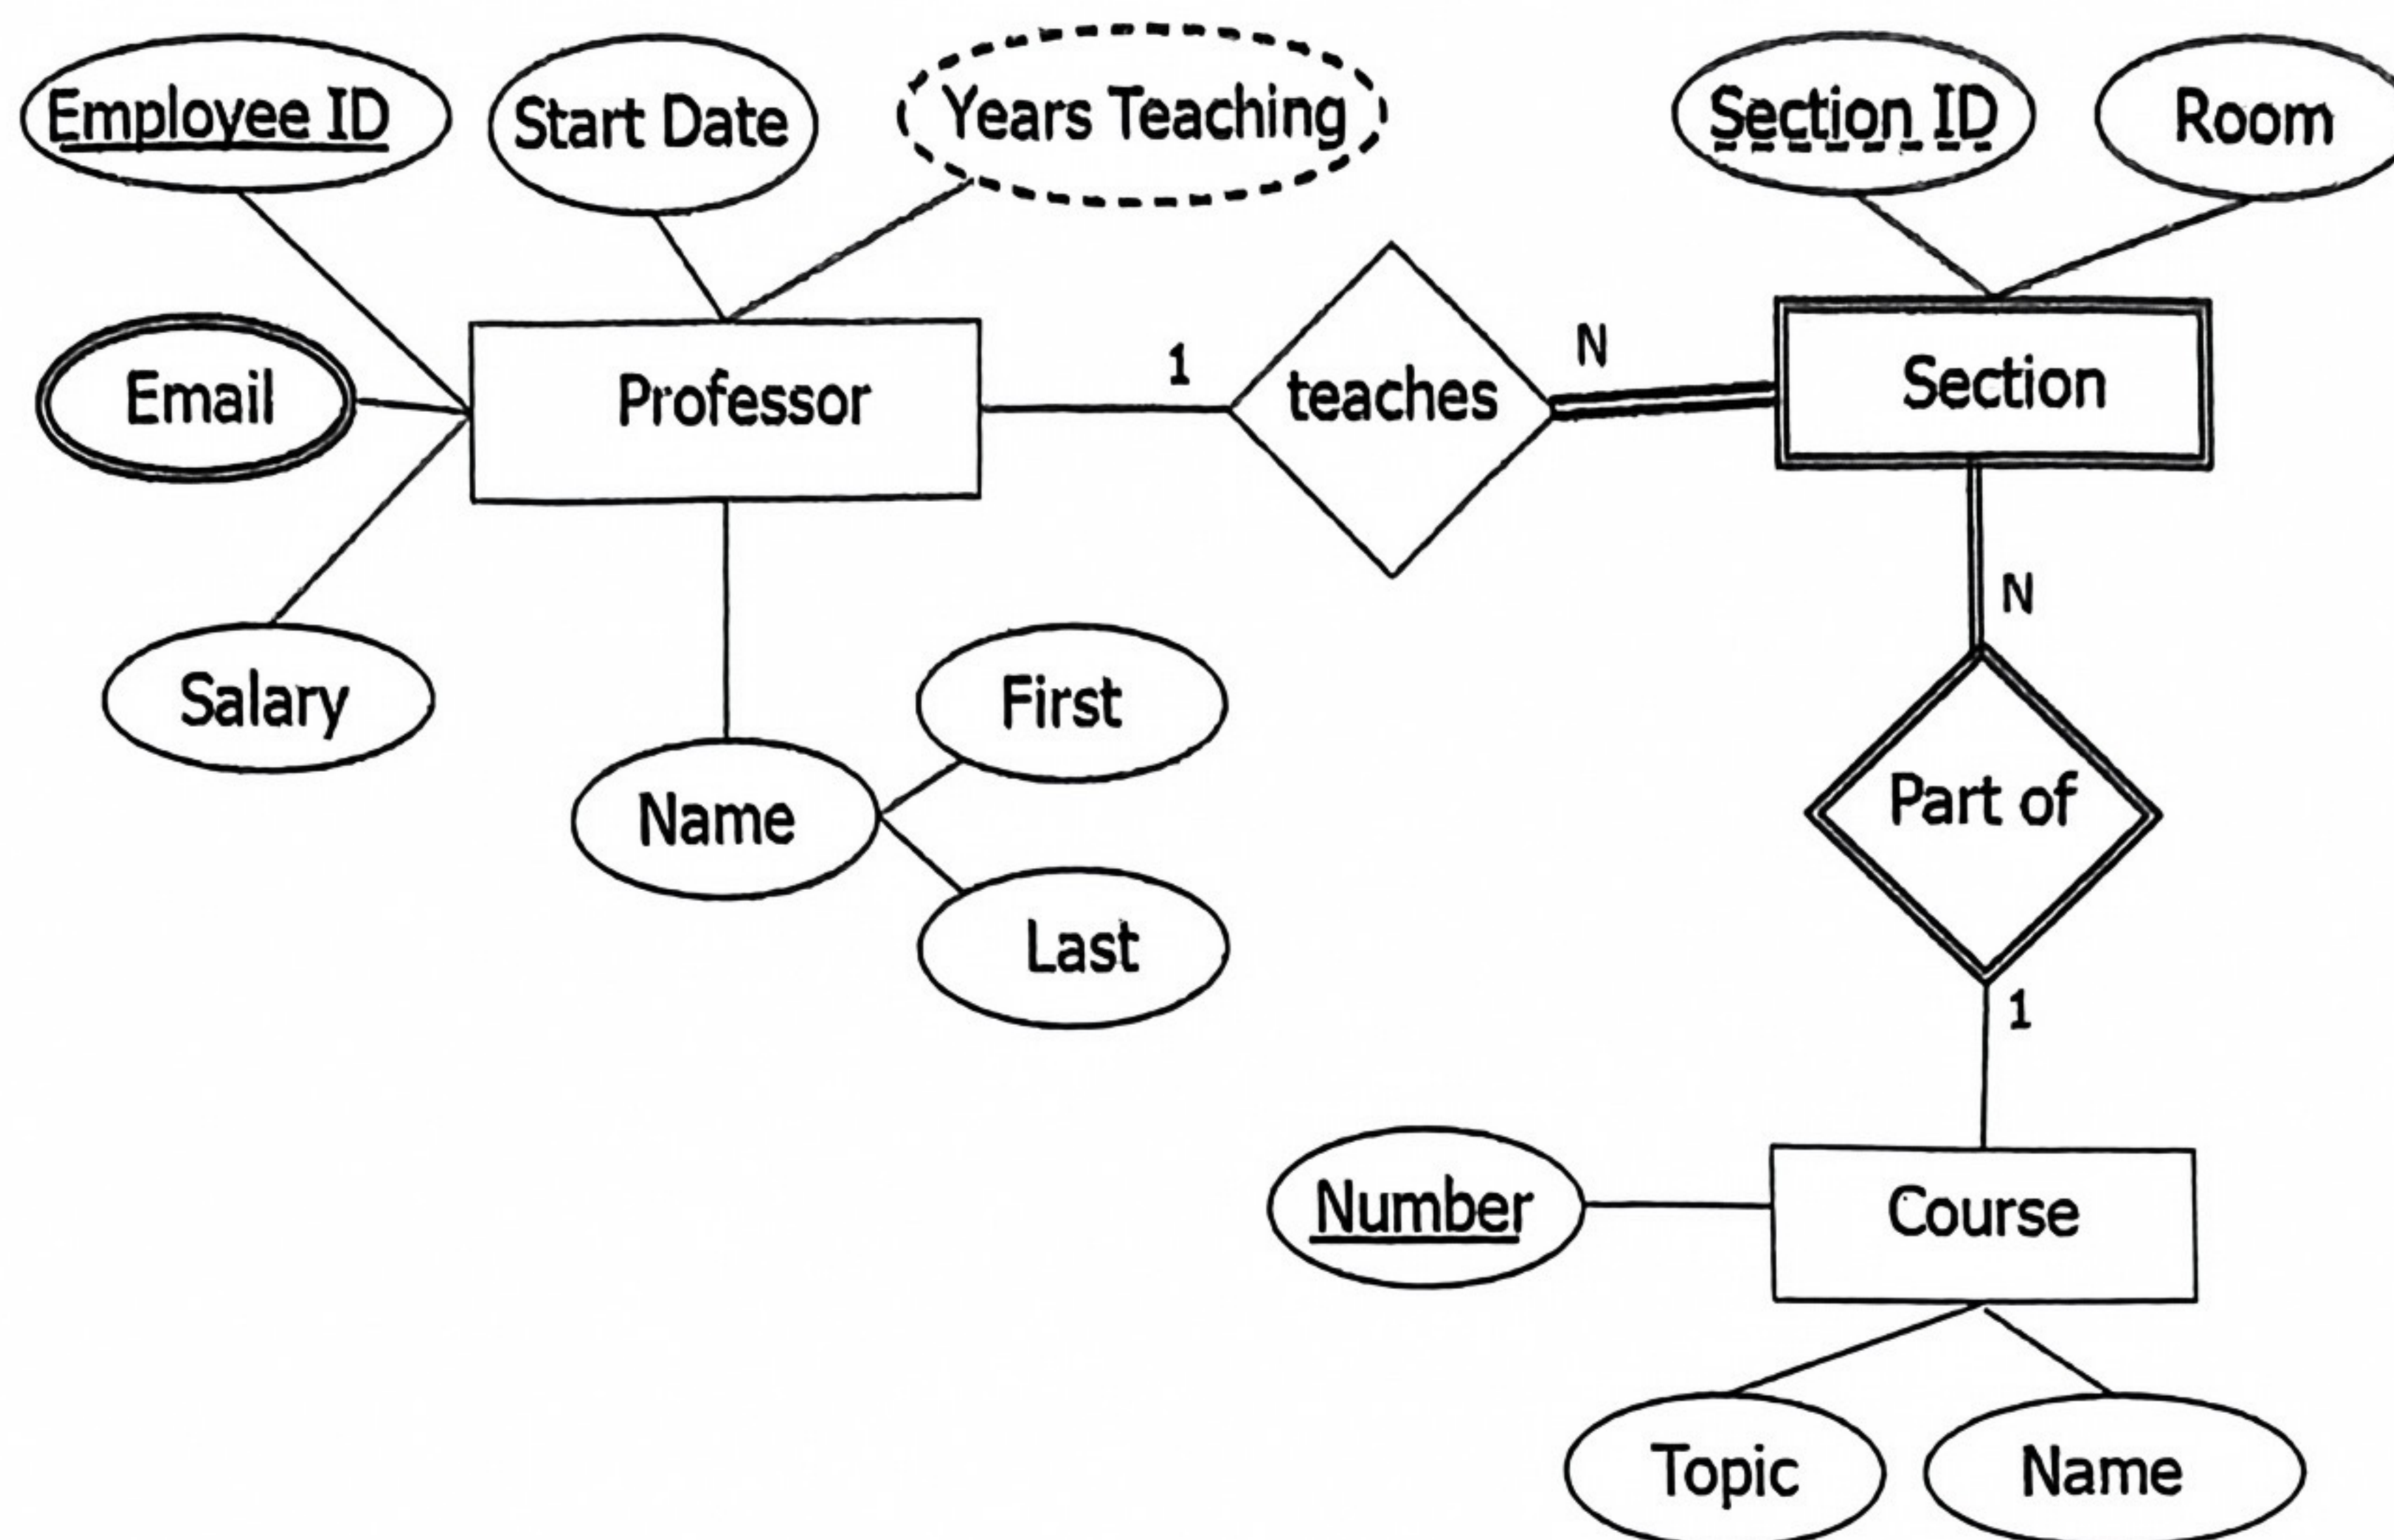 Employee ID
Start Date
Years Teaching
Section ID
Room
Email
Professor
1
teaches
N
Section
Salary
Name
First
Last
N
Part of
1
Number
Course
Topic
Name